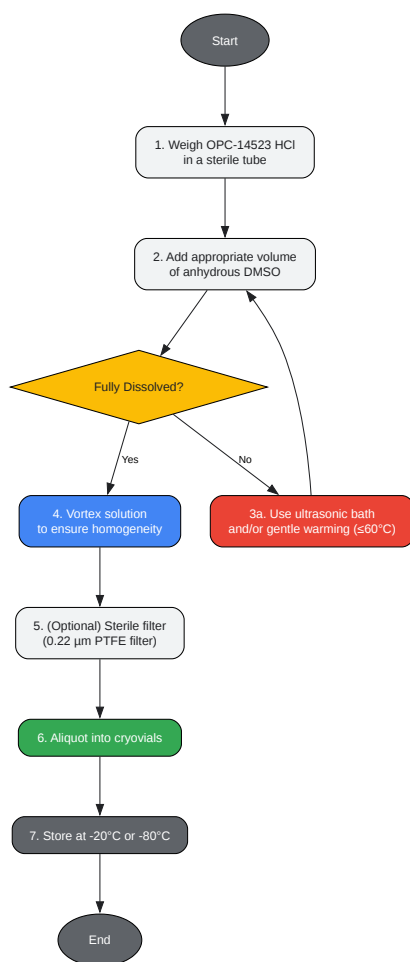 Start
1. Weigh OPC-14523 HCl
in a sterile tube
2. Add appropriate volume
of anhydrous DMSO
Fully Dissolved?
Yes
No
4. Vortex solution
to ensure homogeneity
3a. Use ultrasonic bath
and/or gentle warming (≤60°C)
5. (Optional) Sterile filter
(0.22 µm PTFE filter)
6. Aliquot into cryovials
7. Store at -20°C or -80°C
End